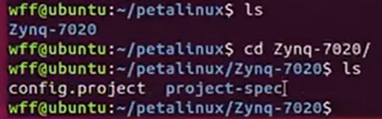 wff@ubuntu:~/petalinux$ ls
Zynq-7020
wff@ubuntu:~/petalinux$ cd Zynq-7020/
wff@ubuntu:~/petalinux/Zynq-7020$ ls
config.project project-spec
wff@ubuntu:~/petalinux/Zynq-7020$